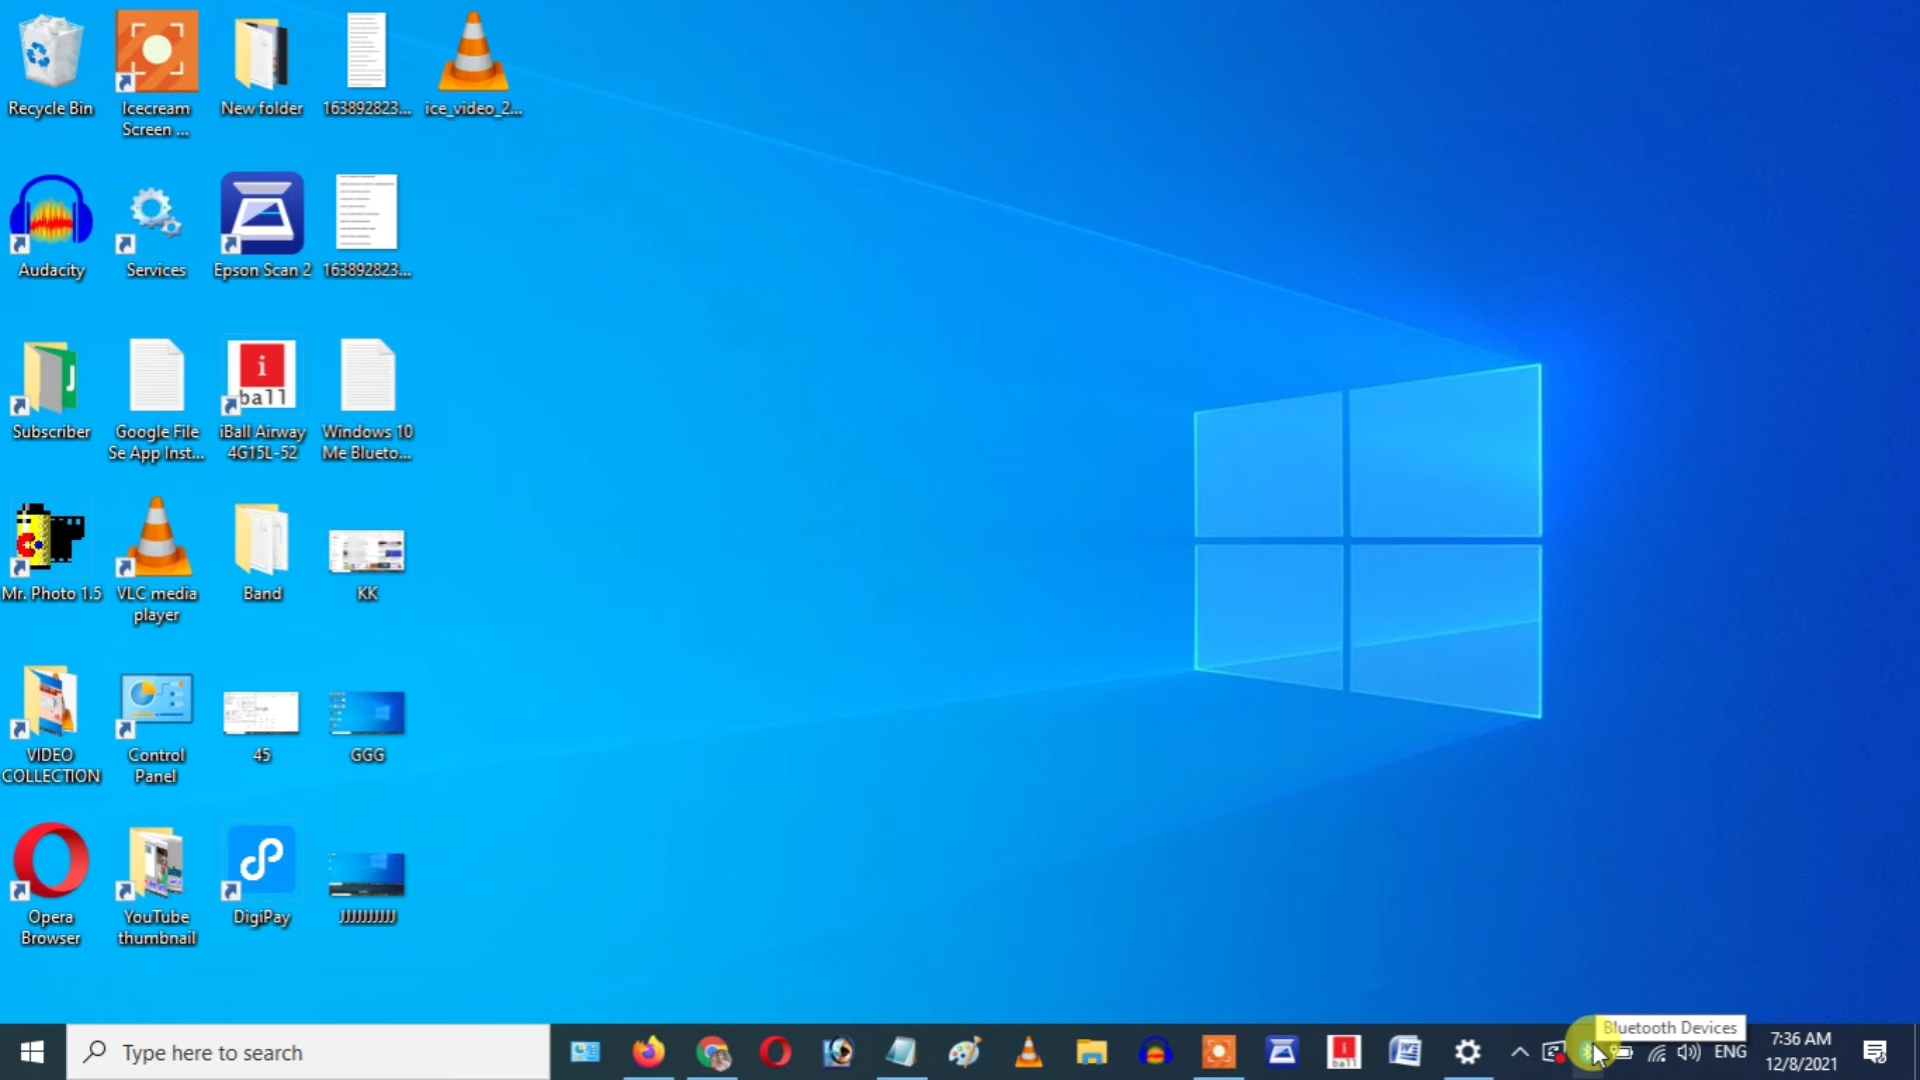 Recycle Bin
Icecream
Screen ...
New folder
163892823...
ice_video_2...
Audacity
Services
Epson Scan 2
163892823...
i
ball
Subscriber
Google File
Se App Inst...
iBall Airway
4G15L-52
Windows 10
Me Blueto...
Mr. Photo 1.5
VLC media
player
Band
KK
VIDEO
COLLECTION
Control
Panel
45
GGG
Opera
Browser
YouTube
thumbnail
DigiPay
JJJJJJJJJJ
Bluetooth Devices
Type here to search
ENG
7:36 AM
12/8/2021